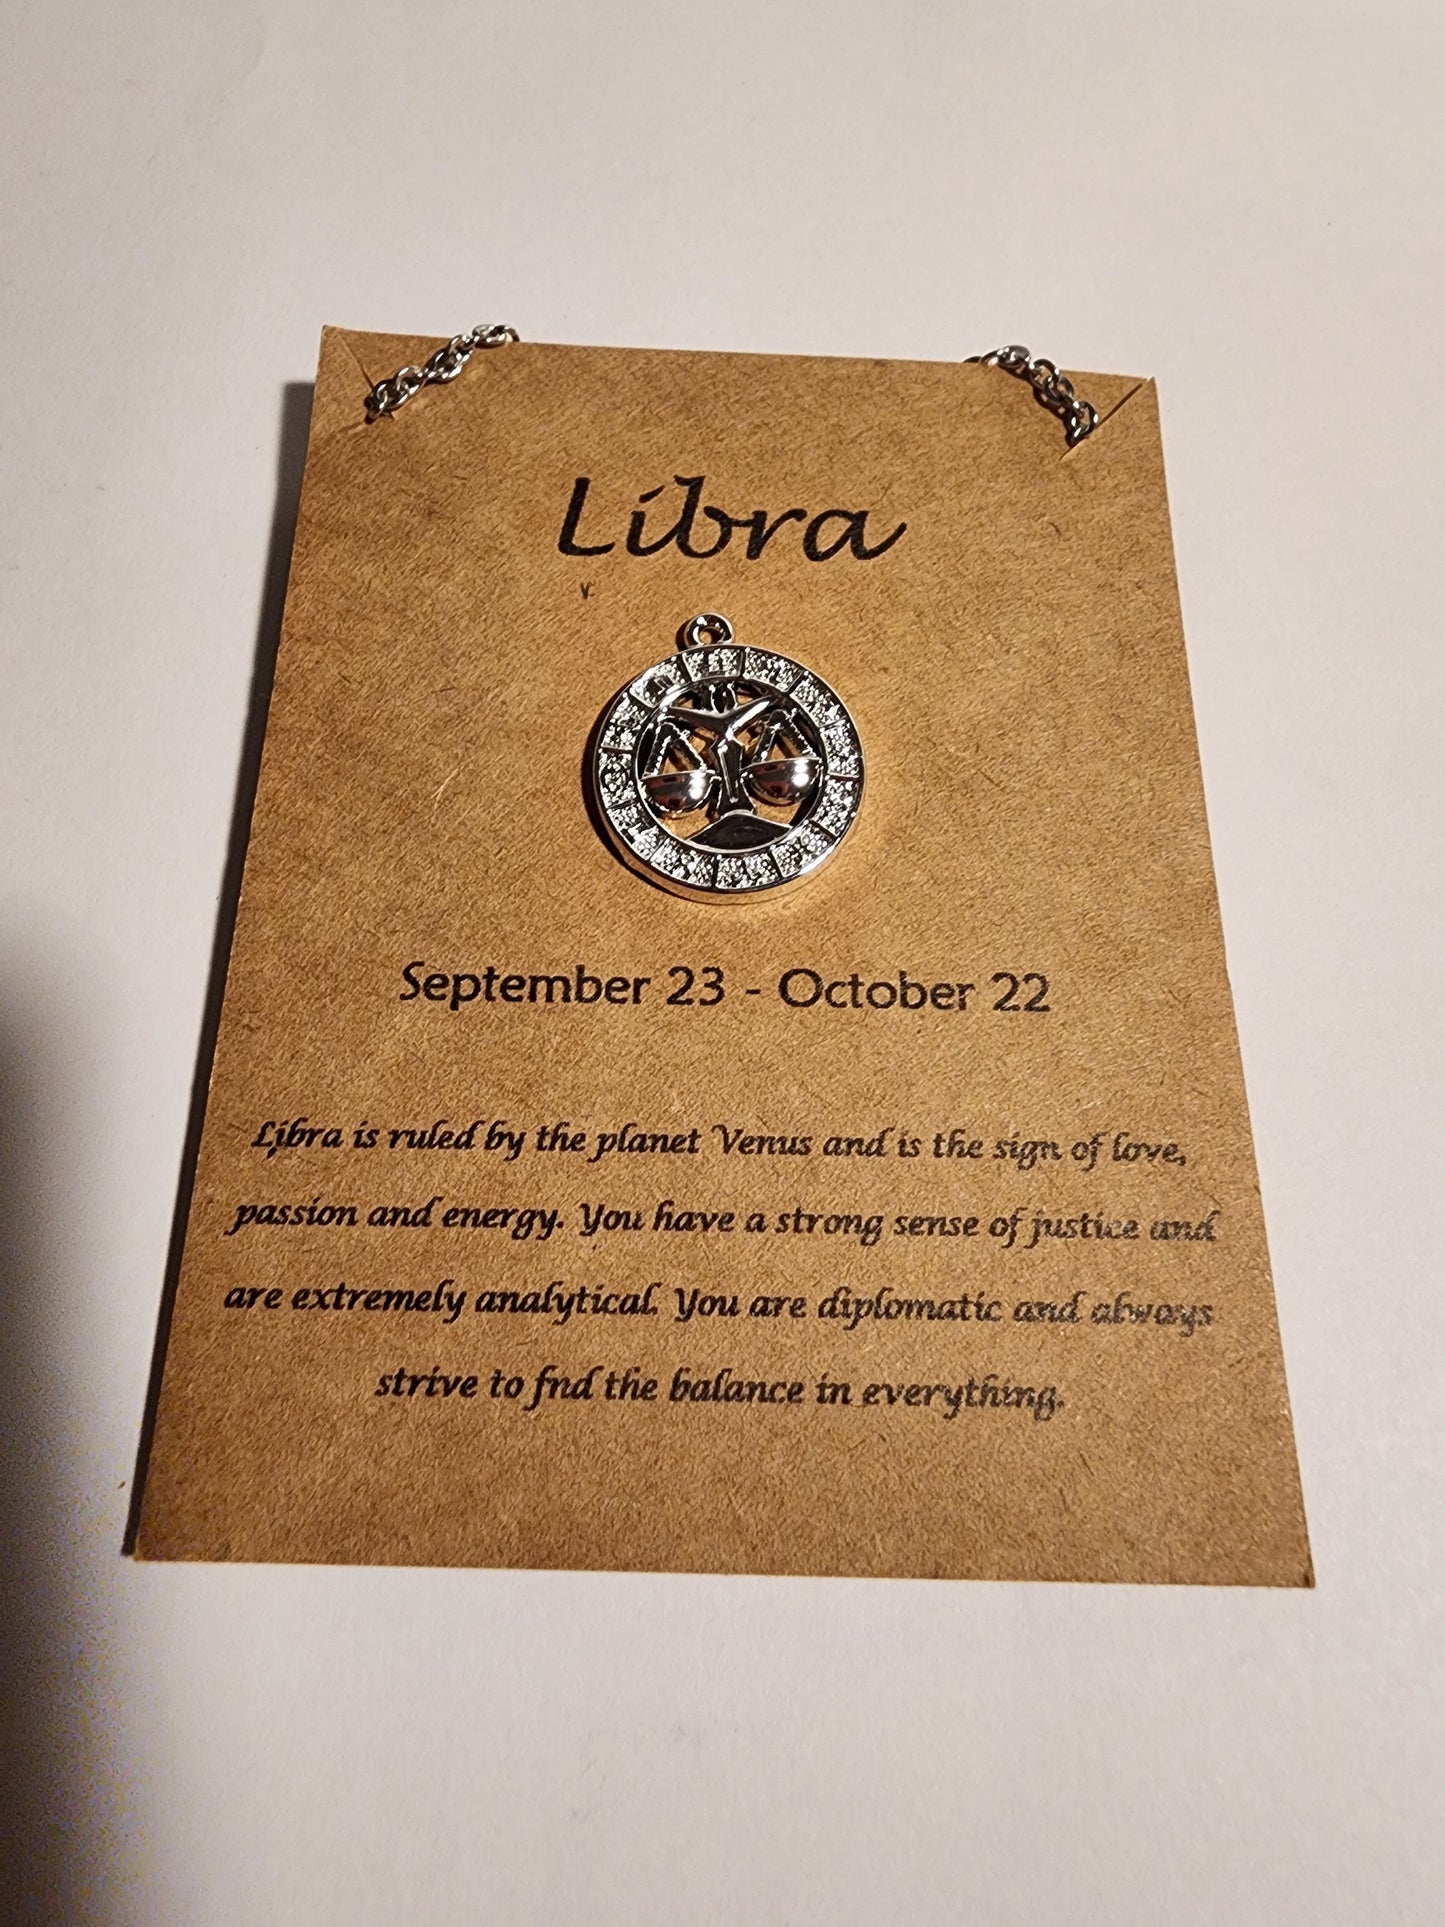 Libra
September 23 - October 22
Libra is ruled by the planet Venus and is the sign of love,
passion and energy. You have a strong sense of justice and
are extremely analytical. You are diplomatic and always
strive to fnd the balance in everything.